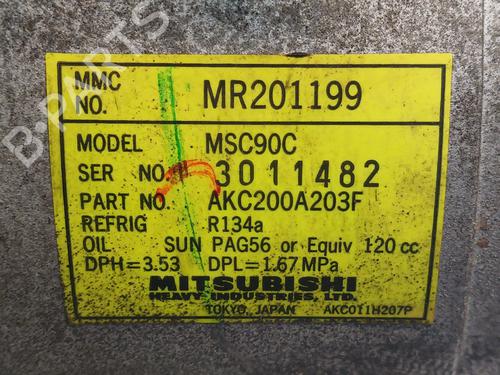 MMC NO. MR201199
MODEL MSC90C
SER NO. 3011482
PART NO. AKC200A203F
REFRIG R134a
OIL SUN PAG56 or Equiv 120 cc
DPH=3.53 DPL=1.67 MPa
MITSUBISHI
HEAVY INDUSTRIES, LTD.
TOKYO, JAPAN AKC011H207P
B-PARTS